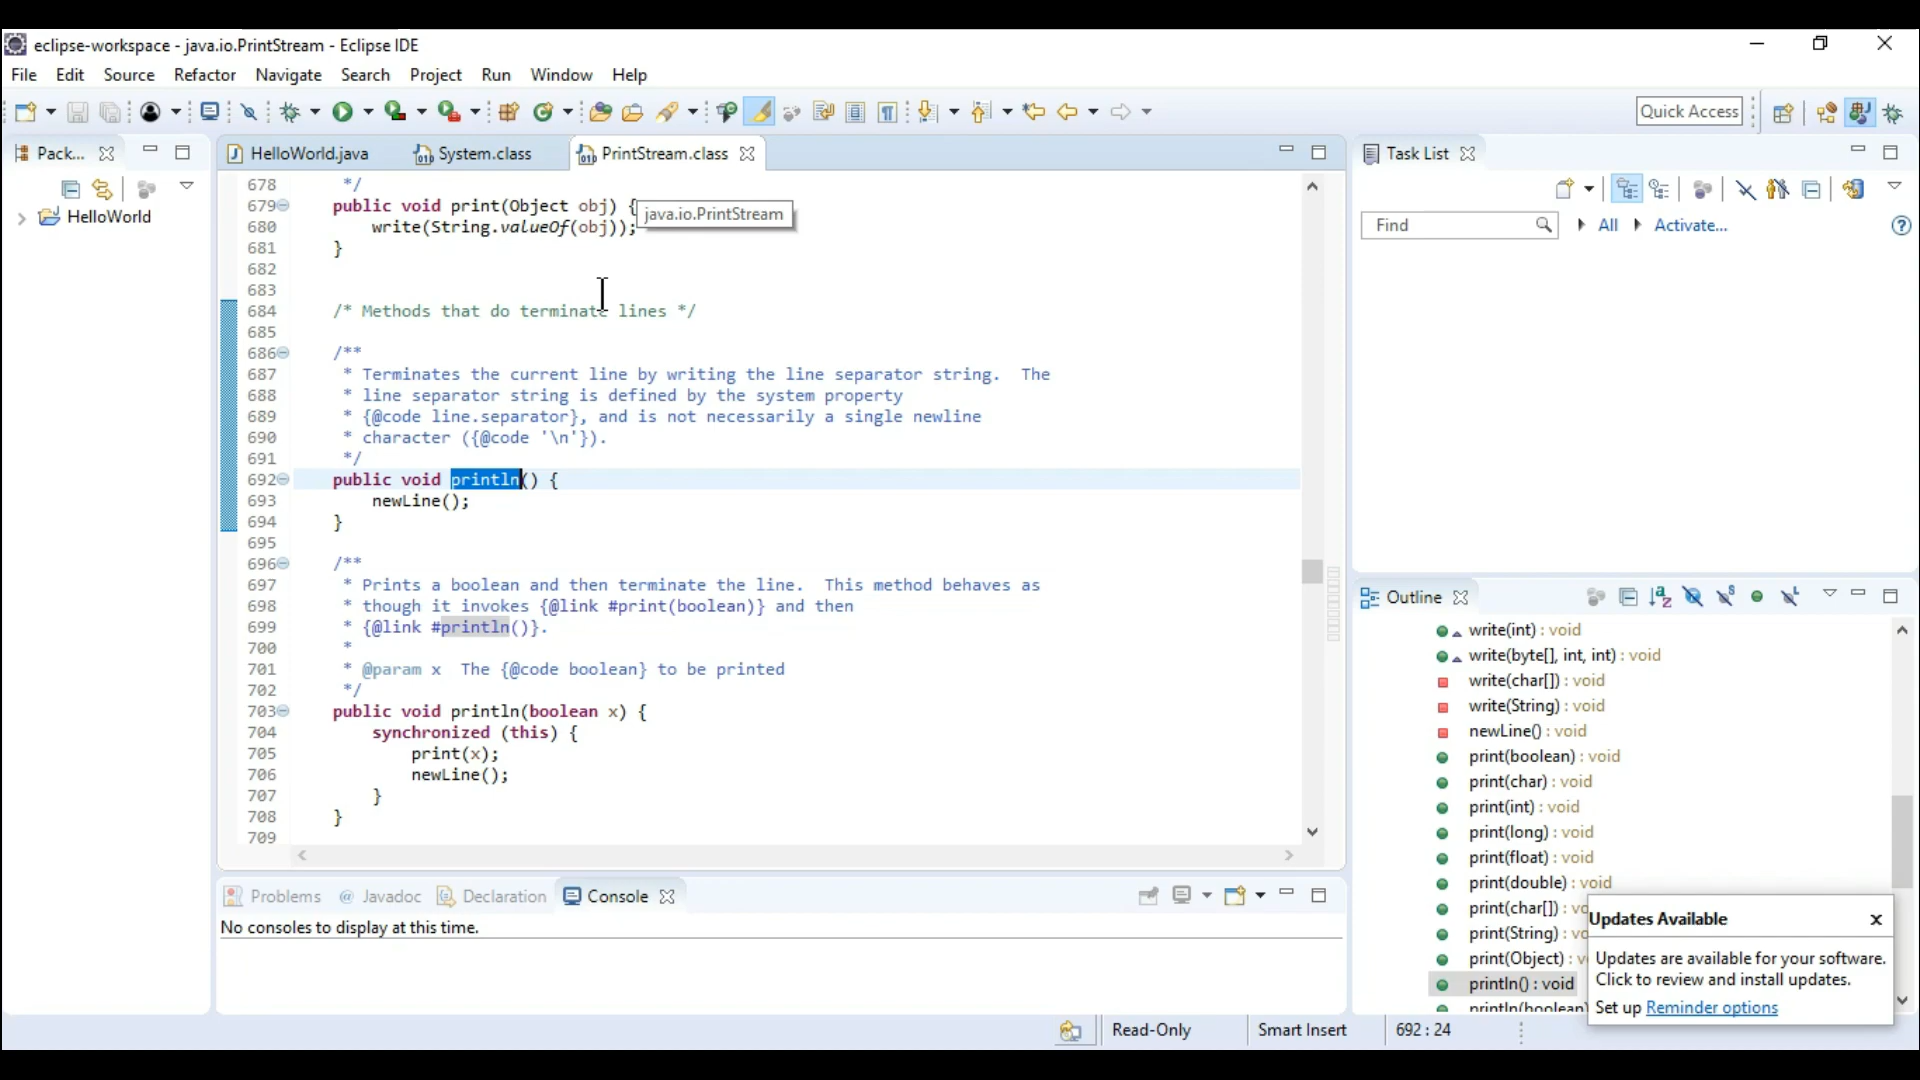 eclipse-workspace - java.io.PrintStream - Eclipse IDE
File Edit Source Refactor Navigate Search Project Run Window Help
Quick Access
Pack...
HelloWorld
HelloWorld.java System.class PrintStream.class
678 */
679 public void print(Object obj) {
java.io.PrintStream
680 write(String.valueOf(obj));
681 }
682
683
684 /* Methods that do terminate lines */
685
686 /**
687 * Terminates the current line by writing the line separator string. The
688 * line separator string is defined by the system property
689 * {@code line.separator}, and is not necessarily a single newline
690 * character ({@code '\n'}).
691 */
692 public void println() {
693 newLine();
694 }
695
696 /**
697 * Prints a boolean and then terminate the line. This method behaves as
698 * though it invokes {@link #print(boolean)} and then
699 * {@link #println()}.
700 *
701 * @param x The {@code boolean} to be printed
702 */
703 public void println(boolean x) {
704 synchronized (this) {
705 print(x);
706 newLine();
707 }
708 }
709
Problems @ Javadoc Declaration Console
No consoles to display at this time.
Task List
Find All Activate...
Outline
write(int) : void
write(byte[], int, int) : void
write(char[]) : void
write(String) : void
newLine() : void
print(boolean) : void
print(char) : void
print(int) : void
print(long) : void
print(float) : void
print(double) : void
print(char[]) : vo
print(String) : vo
print(Object) : v
println() : void
println(boolean)
Updates Available
Updates are available for your software.
Click to review and install updates.
Set up Reminder options
Read-Only Smart Insert 692 : 24